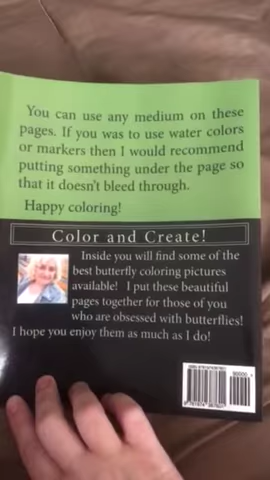 You can use any medium on these
pages. If you was to use water colors
or markers then I would recommend
putting something under the page so
that it doesn't bleed through.
Happy coloring!
Color and Create!
Inside you will find some of the
best butterfly coloring pictures
available! I put these beautiful
pages together for those of you
who are obsessed with butterflies!
I hope you enjoy them as much as I do!